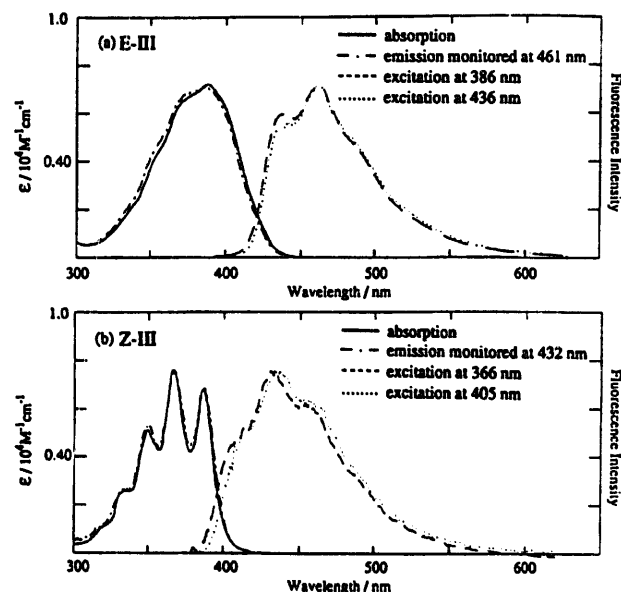 1.0
(a) E-III
absorption
emission monitored at 461 nm
excitation at 386 nm
excitation at 436 nm
0.40
ε / 10⁴M⁻¹cm⁻¹
Fluorescence Intensity
300 400 500 600
Wavelength / nm
1.0
(b) Z-III
absorption
emission monitored at 432 nm
excitation at 366 nm
excitation at 405 nm
0.40
ε / 10⁴M⁻¹cm⁻¹
Fluorescence Intensity
300 400 500 600
Wavelength / nm